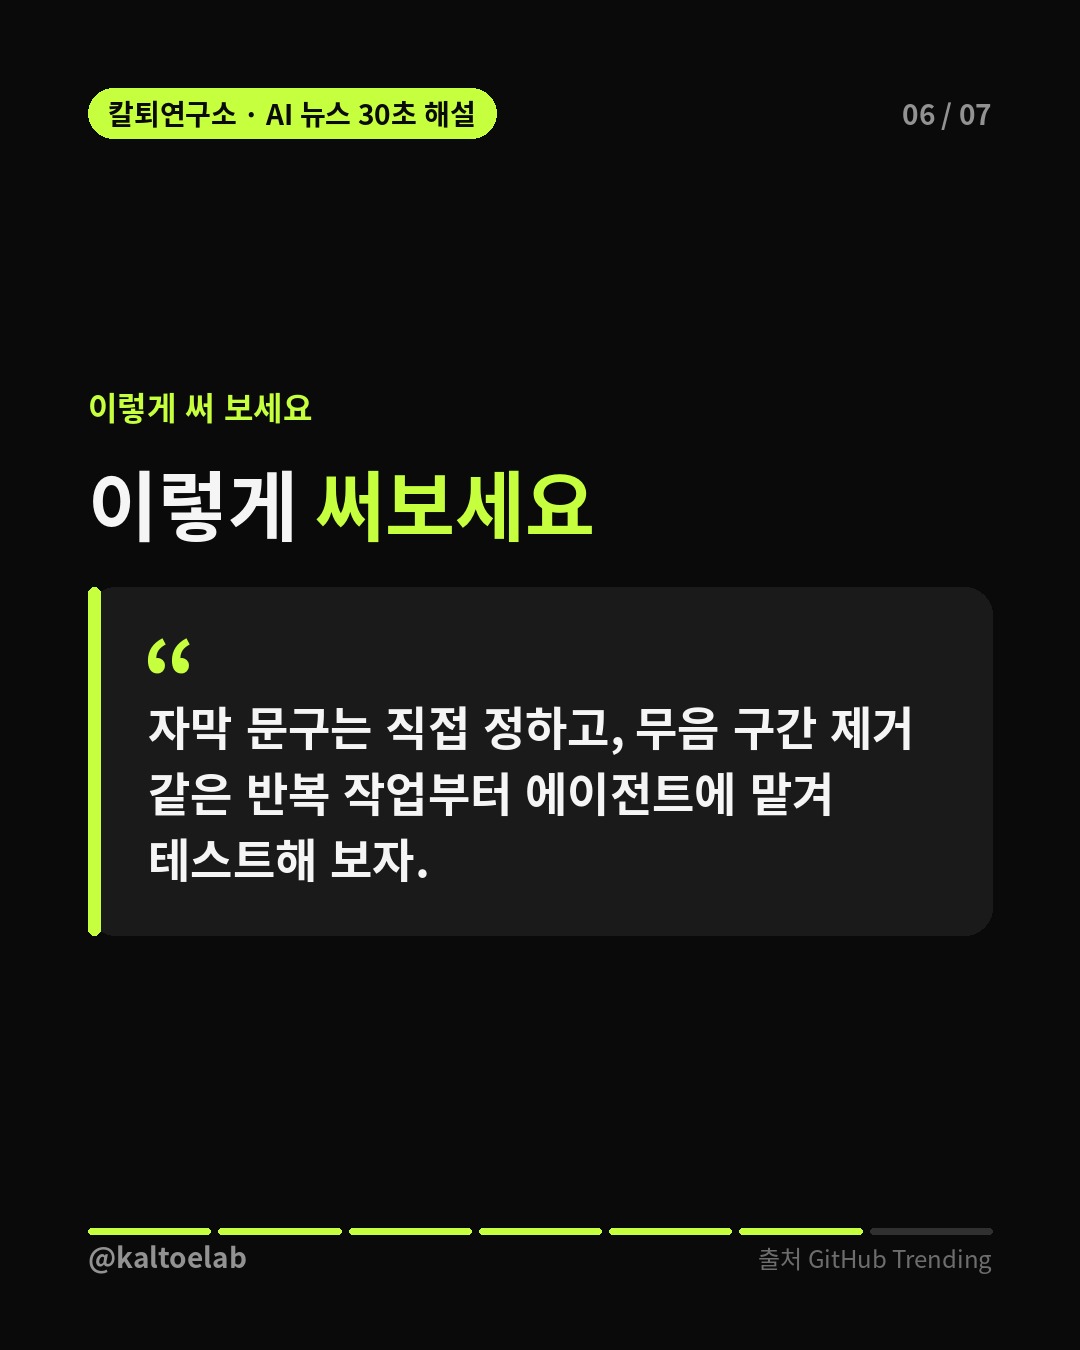 칼퇴연구소 · AI 뉴스 30초 해설
06 / 07
이렇게 써 보세요
이렇게 써보세요
“
자막 문구는 직접 정하고, 무음 구간 제거
같은 반복 작업부터 에이전트에 맡겨
테스트해 보자.
@kaltoelab
출처 GitHub Trending